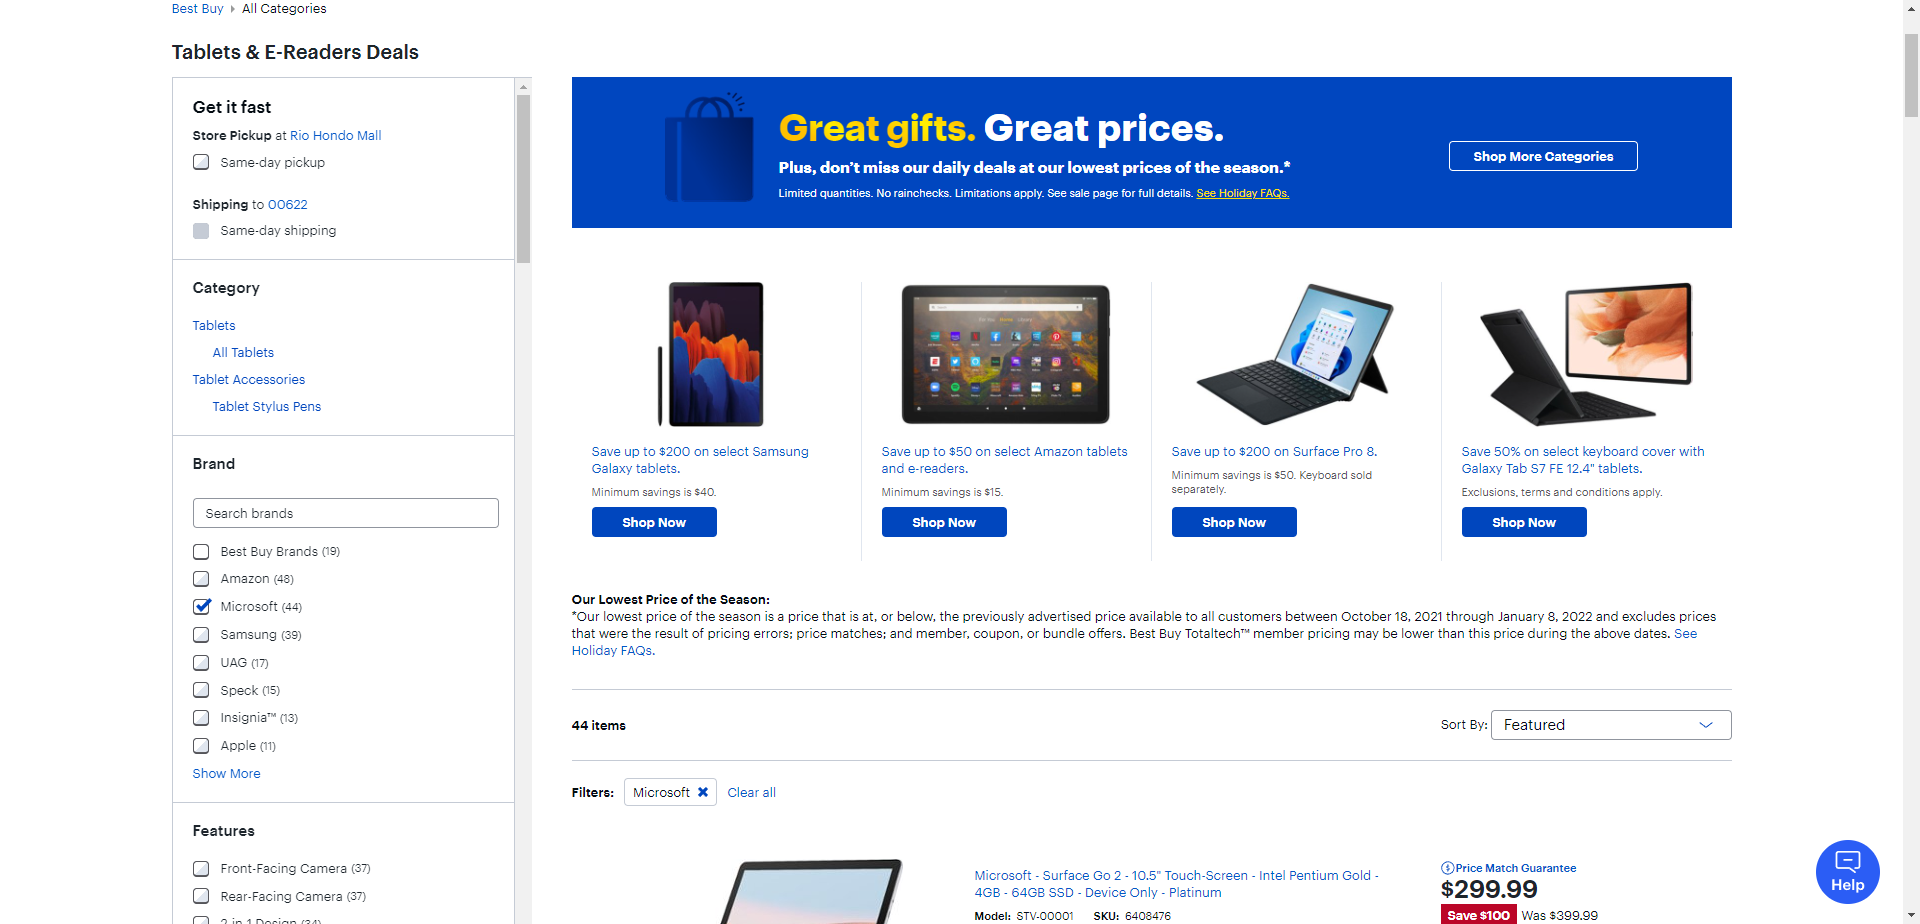 Best Buy All Categories
Tablets & E-Readers Deals
Get it fast
Store Pickup at Rio Hondo Mall
Same-day pickup
Shipping to 00622
Same-day shipping
Category
Tablets
All Tablets
Tablet Accessories
Tablet Stylus Pens
Brand
Search brands
Best Buy Brands (19)
Amazon (48)
Microsoft (44)
Samsung (39)
UAG (17)
Speck (15)
Insignia™ (13)
Apple (11)
Show More
Features
Front-Facing Camera (37)
Rear-Facing Camera (37)
2-in-1 Design (34)
Great gifts. Great prices.
Plus, don't miss our daily deals at our lowest prices of the season.*
Limited quantities. No rainchecks. Limitations apply. See sale page for full details. See Holiday FAQs.
Shop More Categories
Save up to $200 on select Samsung
Galaxy tablets.
Minimum savings is $40.
Shop Now
Save up to $50 on select Amazon tablets
and e-readers.
Minimum savings is $15.
Shop Now
Save up to $200 on Surface Pro 8.
Minimum savings is $50. Keyboard sold
separately.
Shop Now
Save 50% on select keyboard cover with
Galaxy Tab S7 FE 12.4" tablets.
Exclusions, terms and conditions apply.
Shop Now
Our Lowest Price of the Season:
*Our lowest price of the season is a price that is at, or below, the previously advertised price available to all customers between October 18, 2021 through January 8, 2022 and excludes prices
that were the result of pricing errors; price matches; and member, coupon, or bundle offers. Best Buy Totaltech™ member pricing may be lower than this price during the above dates. See
Holiday FAQs.
44 items
Sort By: Featured
Filters: Microsoft Clear all
Microsoft - Surface Go 2 - 10.5" Touch-Screen - Intel Pentium Gold -
4GB - 64GB SSD - Device Only - Platinum
Model: STV-00001 SKU: 6408476
Price Match Guarantee
$299.99
Save $100 Was $399.99
Help